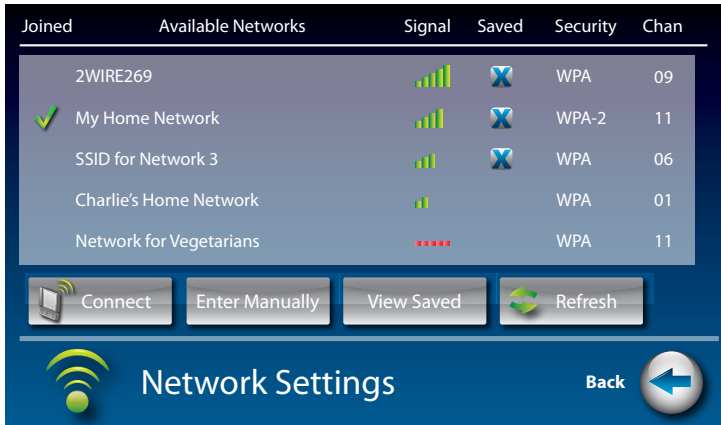 Joined Available Networks Signal Saved Security Chan
2WIRE269 WPA 09
My Home Network WPA-2 11
SSID for Network 3 WPA 06
Charlie's Home Network WPA 01
Network for Vegetarians WPA 11
Connect Enter Manually View Saved Refresh
Network Settings Back